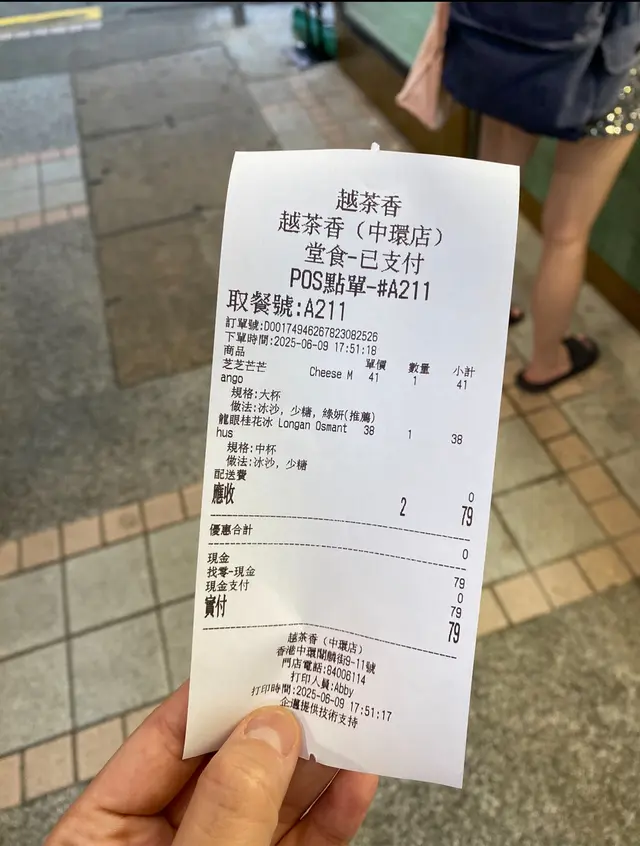 越茶香
越茶香（中環店）
堂食-已支付
POS點單-#A211
取餐號:A211
訂單號:D00174946267823082526
下單時間:2025-06-09 17:51:18
商品 單價 數量 小計
芝芝芒芒 Cheese M 41 1 41
ango
規格:大杯
做法:冰沙, 少糖, 綠妍(推薦)
龍眼桂花冰 Longan Osmant 38 1 38
hus
規格:中杯
做法:冰沙, 少糖
配送費 0
應收 2 79
優惠合計 0
現金 79
找零-現金 0
現金支付 79
實付 79
越茶香（中環店）
香港中環閣麟街9-11號
門店電話:64006114
打印人員:Abby
打印時間:2025-06-09 17:51:17
企邁提供技術支持